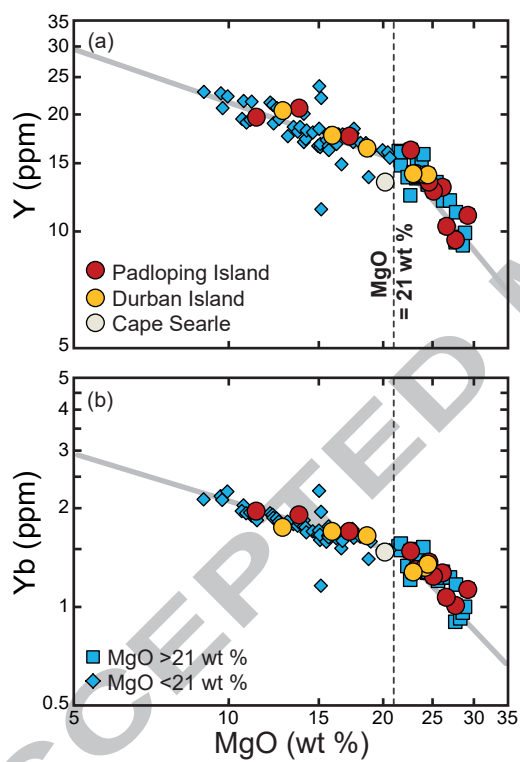 35
30
25
20
15
10
5
Y (ppm)
(a)
Padloping Island
Durban Island
Cape Searle
MgO
= 21 wt %
5
4
3
2
1
0.5
Yb (ppm)
(b)
MgO >21 wt %
MgO <21 wt %
5 10 15 20 25 30 35
MgO (wt %)
CCEPTED M